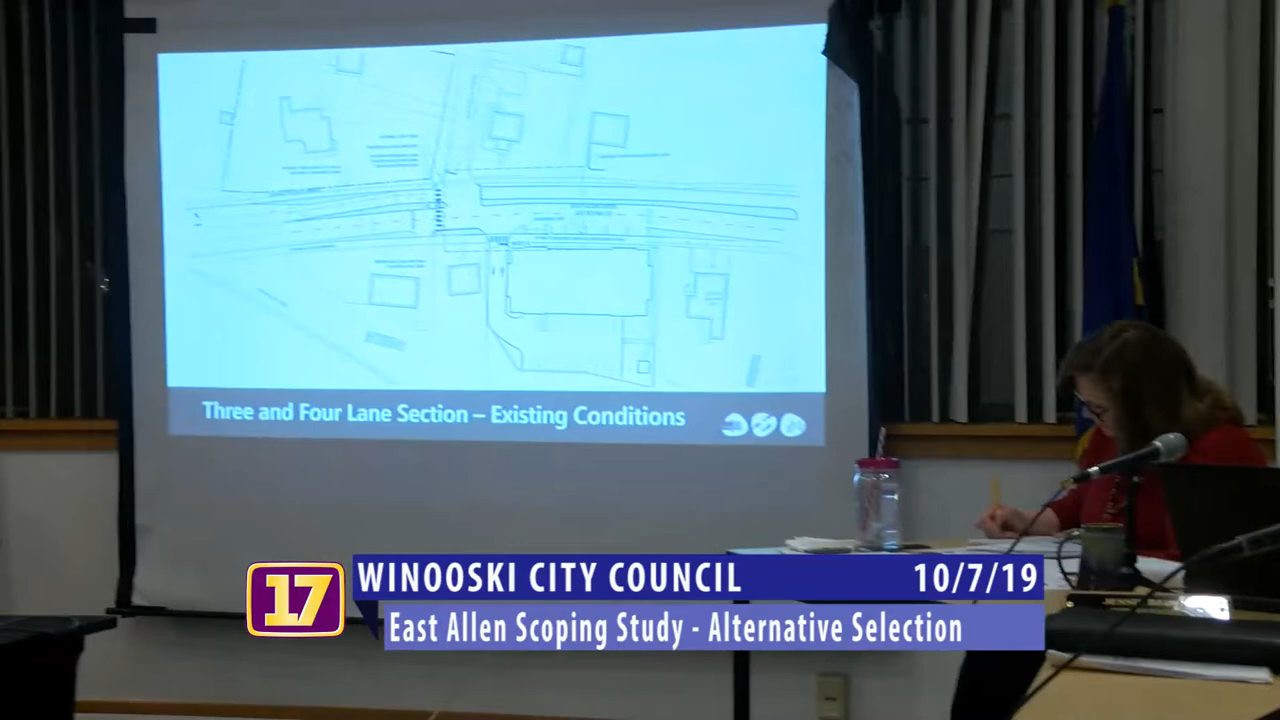 Three and Four Lane Section – Existing Conditions
17
WINOOSKI CITY COUNCIL
10/7/19
East Allen Scoping Study - Alternative Selection